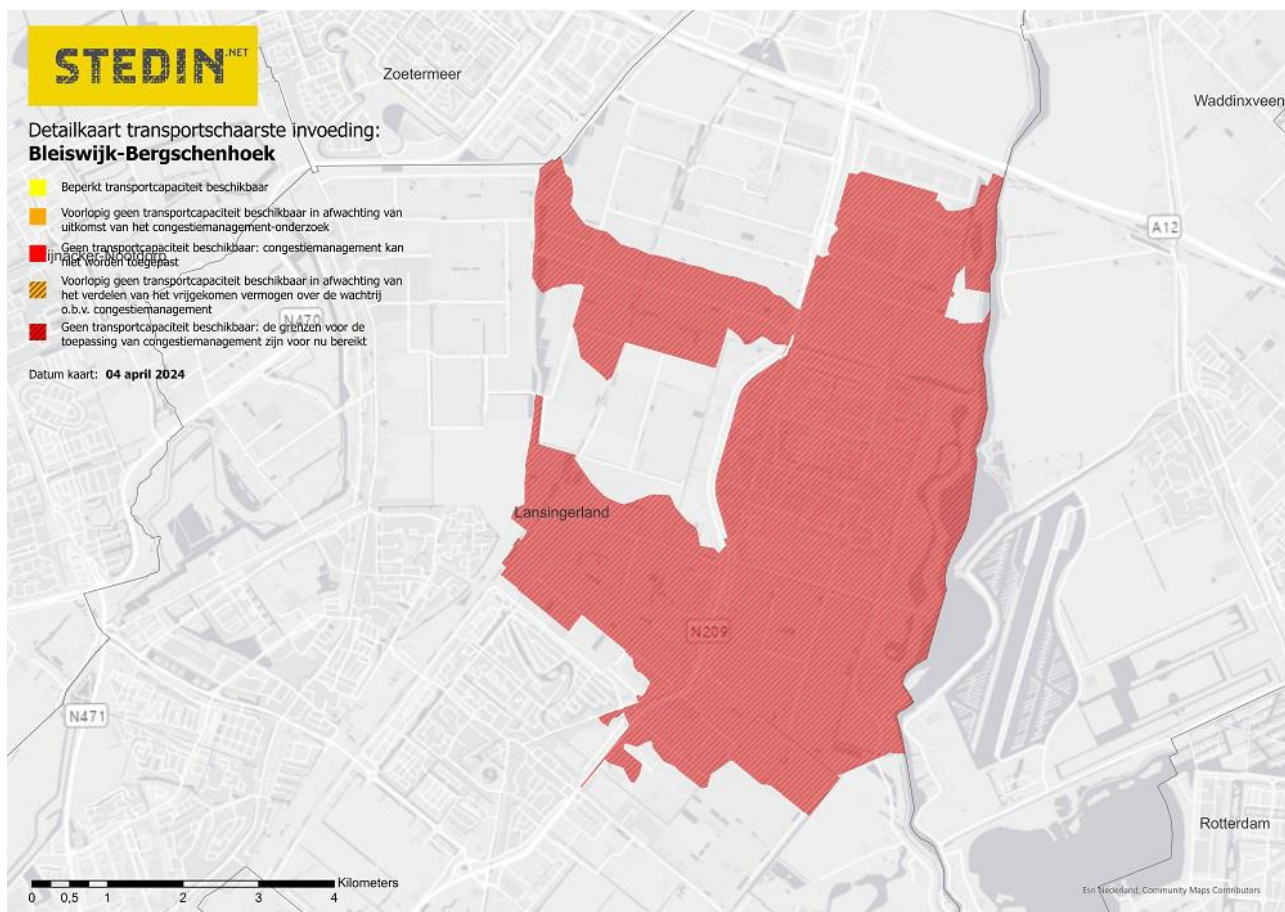 STEDIN.NET
Zoetermeer
Waddinxveen
Detailkaart transportschaarste invoeding:
Bleiswijk-Bergschenhoek
Beperkt transportcapaciteit beschikbaar
Voorlopig geen transportcapaciteit beschikbaar in afwachting van
uitkomst van het congestiemanagement-onderzoek
A12
Geen transportcapaciteit beschikbaar: congestiemanagement kan
niet worden toegepast
ijnacker-Nootdorp
Voorlopig geen transportcapaciteit beschikbaar in afwachting van
het verdelen van het vrijgekomen vermogen over de wachtrij
o.b.v. congestiemanagement
N470
Geen transportcapaciteit beschikbaar: de grenzen voor de
toepassing van congestiemanagement zijn voor nu bereikt
Datum kaart: 04 april 2024
Lansingerland
N209
N471
Rotterdam
Kilometers
0 0,5 1 2 3 4
Esri Nederland, Community Maps Contributors